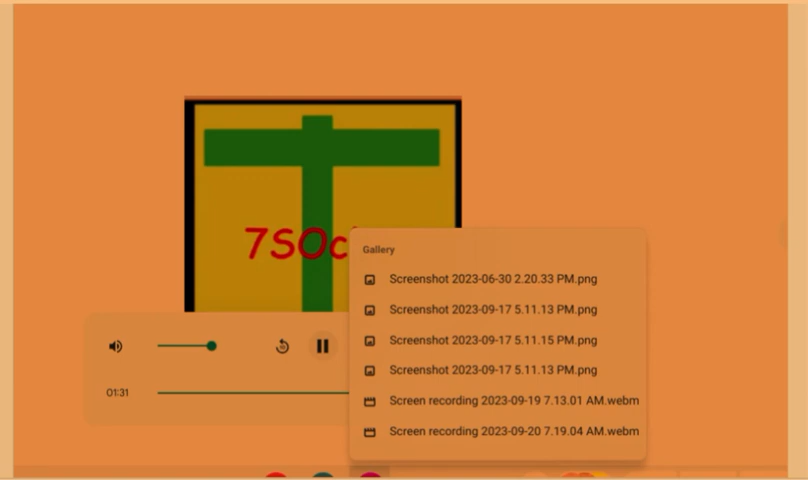 7SOc
Gallery
Screenshot 2023-06-30 2.20.33 PM.png
Screenshot 2023-09-17 5.11.13 PM.png
Screenshot 2023-09-17 5.11.15 PM.png
Screenshot 2023-09-17 5.11.13 PM.png
Screen recording 2023-09-19 7.13.01 AM.webm
Screen recording 2023-09-20 7.19.04 AM.webm
01:31